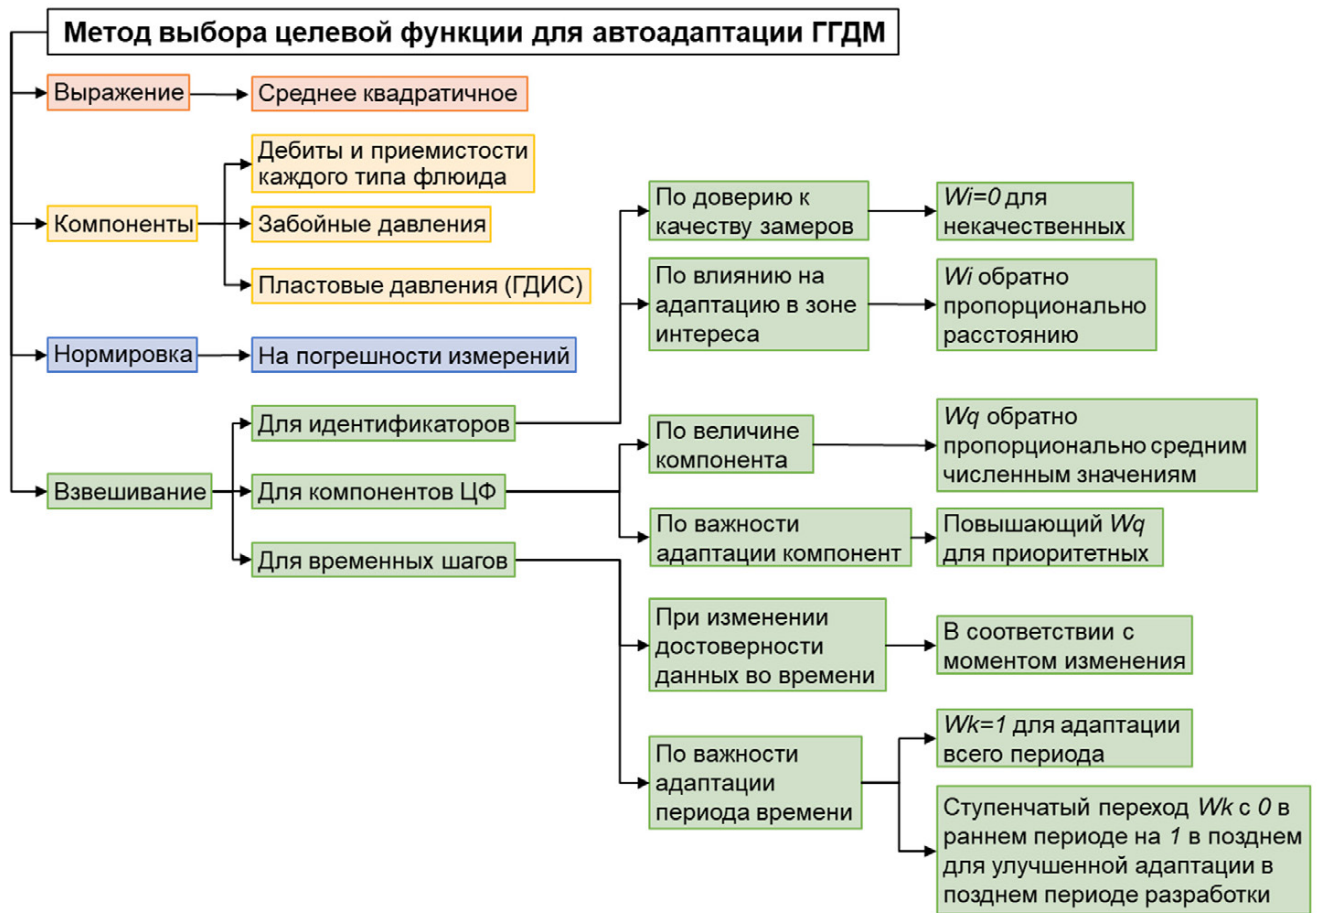 Метод выбора целевой функции для автоадаптации ГГДМ
Выражение
Среднее квадратичное
Компоненты
Дебиты и приемистости
каждого типа флюида
Забойные давления
Пластовые давления (ГДИС)
Нормировка
На погрешности измерений
Взвешивание
Для идентификаторов
По доверию к
качеству замеров
Wi=0 для
некачественных
По влиянию на
адаптацию в зоне
интереса
Wi обратно
пропорционально
расстоянию
Для компонентов ЦФ
По величине
компонента
Wq обратно
пропорционально средним
численным значениям
По важности
адаптации компонент
Повышающий Wq
для приоритетных
Для временных шагов
При изменении
достоверности
данных во времени
В соответствии с
моментом изменения
По важности
адаптации
периода времени
Wk=1 для адаптации
всего периода
Ступенчатый переход Wk с 0 в
раннем периоде на 1 в позднем
для улучшенной адаптации в
позднем периоде разработки